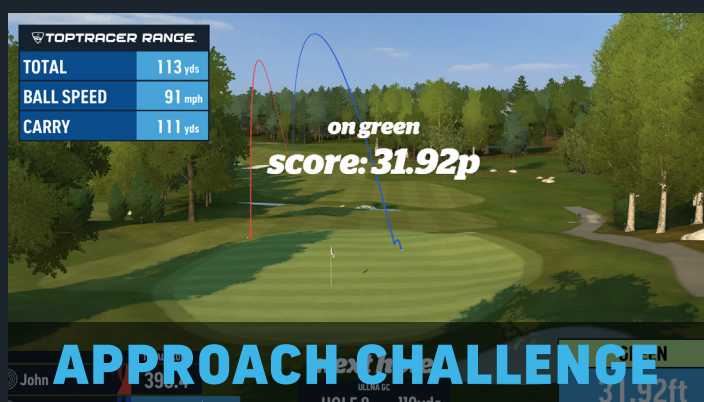 TOPTRACER RANGE.
TOTAL 113 yds
BALL SPEED 91 mph
CARRY 111 yds
on green
score: 31.92p
APPROACH CHALLENGE
John
ULLNA GC
31.92ft